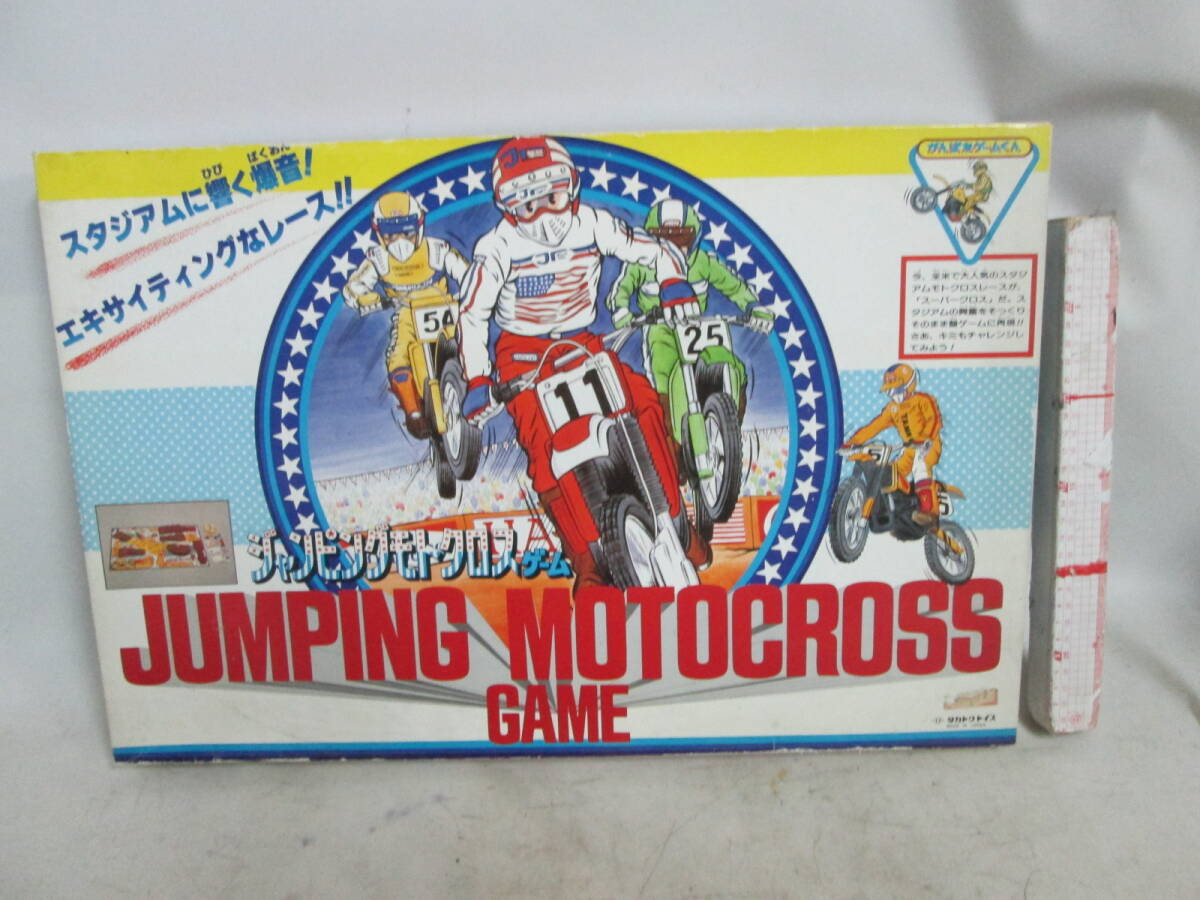 スタジアムに響く爆音!
ひび
ばくおん
エキサイティングなレース!!
がんばれゲームくん
今、全米で大人気のスタジ
アムモトクロスレースが、
「スーパークロス」だ。ス
タジアムの興奮をそっくり
そのまま盤ゲームに再現!!
さあ、キミもチャレンジし
てみよう!
54
JR
11
25
5
ジャンピングモトクロスゲーム
JUMPING MOTOCROSS
GAME
タカトクトイス
MADE IN JAPAN